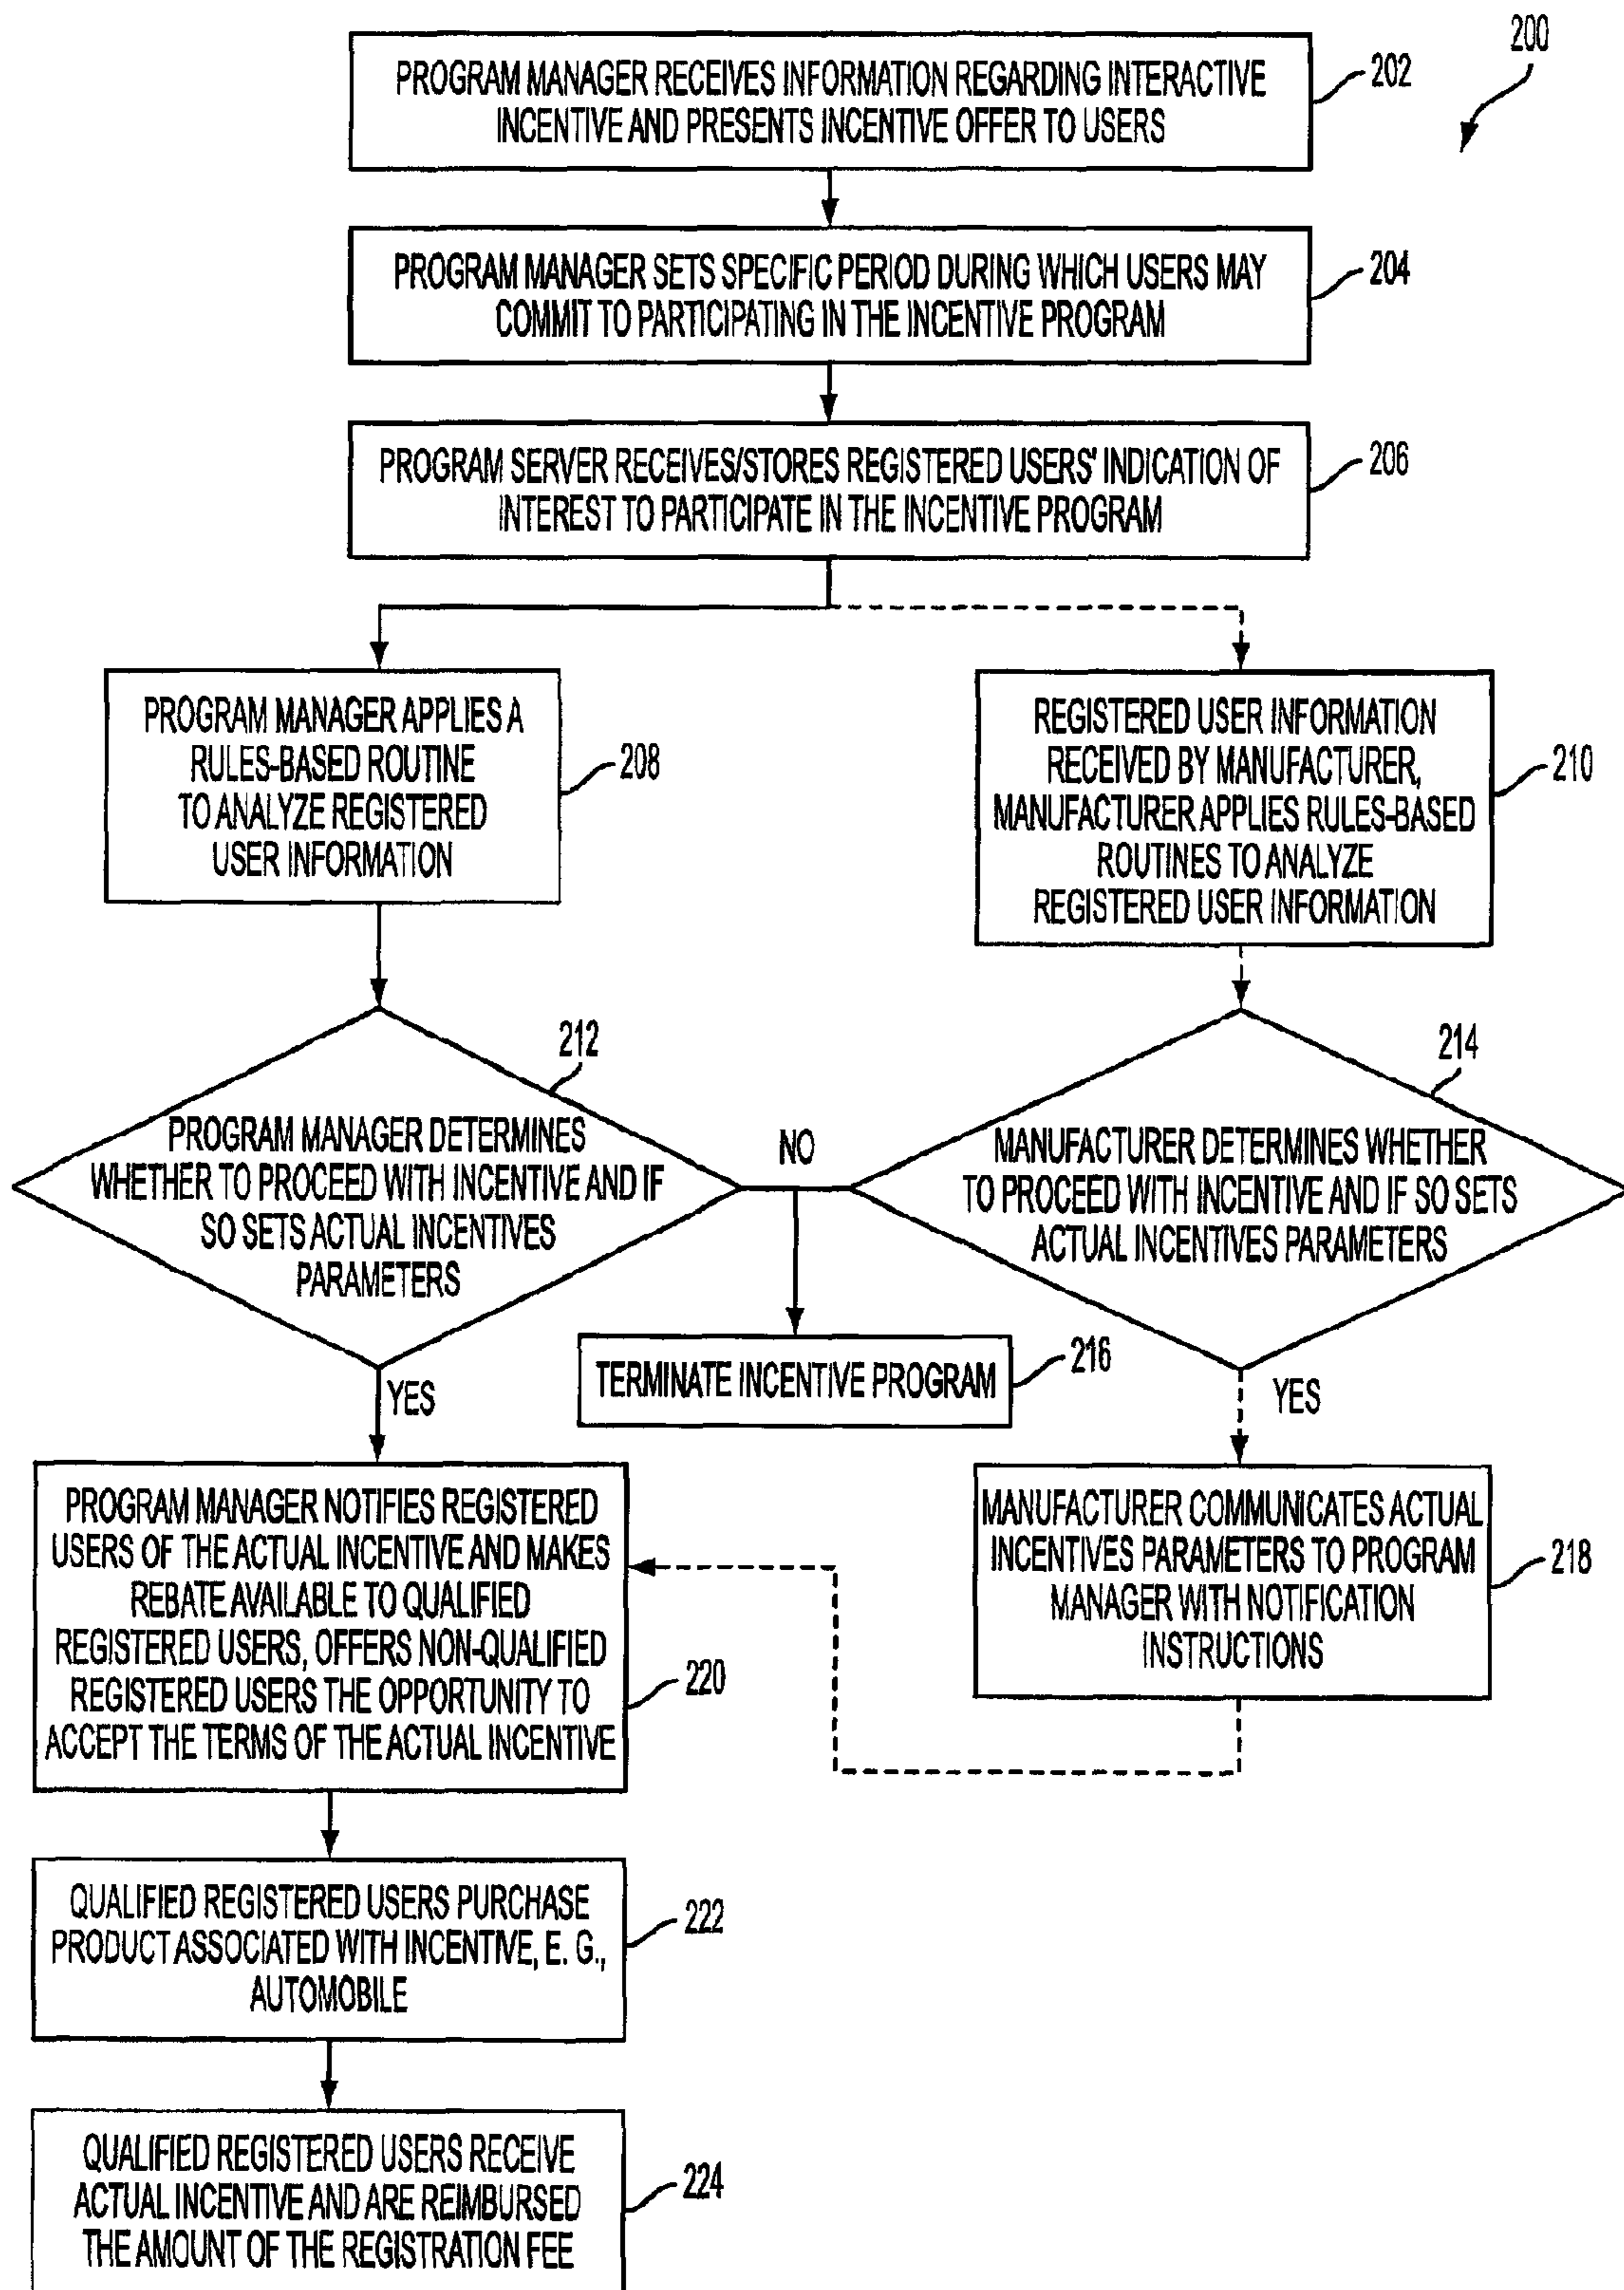 200
PROGRAM MANAGER RECEIVES INFORMATION REGARDING INTERACTIVE
INCENTIVE AND PRESENTS INCENTIVE OFFER TO USERS
202
PROGRAM MANAGER SETS SPECIFIC PERIOD DURING WHICH USERS MAY
COMMIT TO PARTICIPATING IN THE INCENTIVE PROGRAM
204
PROGRAM SERVER RECEIVES/STORES REGISTERED USERS' INDICATION OF
INTEREST TO PARTICIPATE IN THE INCENTIVE PROGRAM
206
PROGRAM MANAGER APPLIES A
RULES-BASED ROUTINE
TO ANALYZE REGISTERED
USER INFORMATION
208
REGISTERED USER INFORMATION
RECEIVED BY MANUFACTURER,
MANUFACTURER APPLIES RULES-BASED
ROUTINES TO ANALYZE
REGISTERED USER INFORMATION
210
212
PROGRAM MANAGER DETERMINES
WHETHER TO PROCEED WITH INCENTIVE AND IF
SO SETS ACTUAL INCENTIVES
PARAMETERS
NO
214
MANUFACTURER DETERMINES WHETHER
TO PROCEED WITH INCENTIVE AND IF SO SETS
ACTUAL INCENTIVES PARAMETERS
TERMINATE INCENTIVE PROGRAM
216
YES
YES
PROGRAM MANAGER NOTIFIES REGISTERED
USERS OF THE ACTUAL INCENTIVE AND MAKES
REBATE AVAILABLE TO QUALIFIED
REGISTERED USERS, OFFERS NON-QUALIFIED
REGISTERED USERS THE OPPORTUNITY TO
ACCEPT THE TERMS OF THE ACTUAL INCENTIVE
220
MANUFACTURER COMMUNICATES ACTUAL
INCENTIVES PARAMETERS TO PROGRAM
MANAGER WITH NOTIFICATION
INSTRUCTIONS
218
QUALIFIED REGISTERED USERS PURCHASE
PRODUCT ASSOCIATED WITH INCENTIVE, E. G.,
AUTOMOBILE
222
QUALIFIED REGISTERED USERS RECEIVE
ACTUAL INCENTIVE AND ARE REIMBURSED
THE AMOUNT OF THE REGISTRATION FEE
224